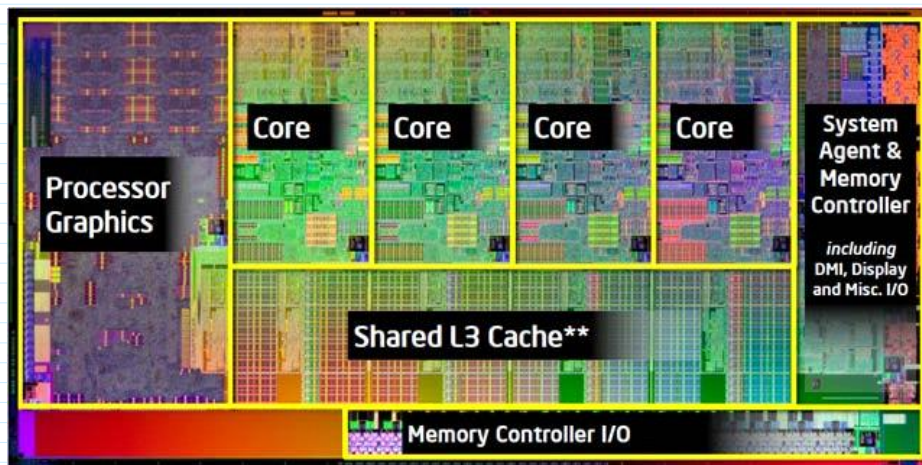 Processor
Graphics
Core
Core
Core
Core
System
Agent &
Memory
Controller
including
DMI, Display
and Misc. I/O
Shared L3 Cache**
Memory Controller I/O